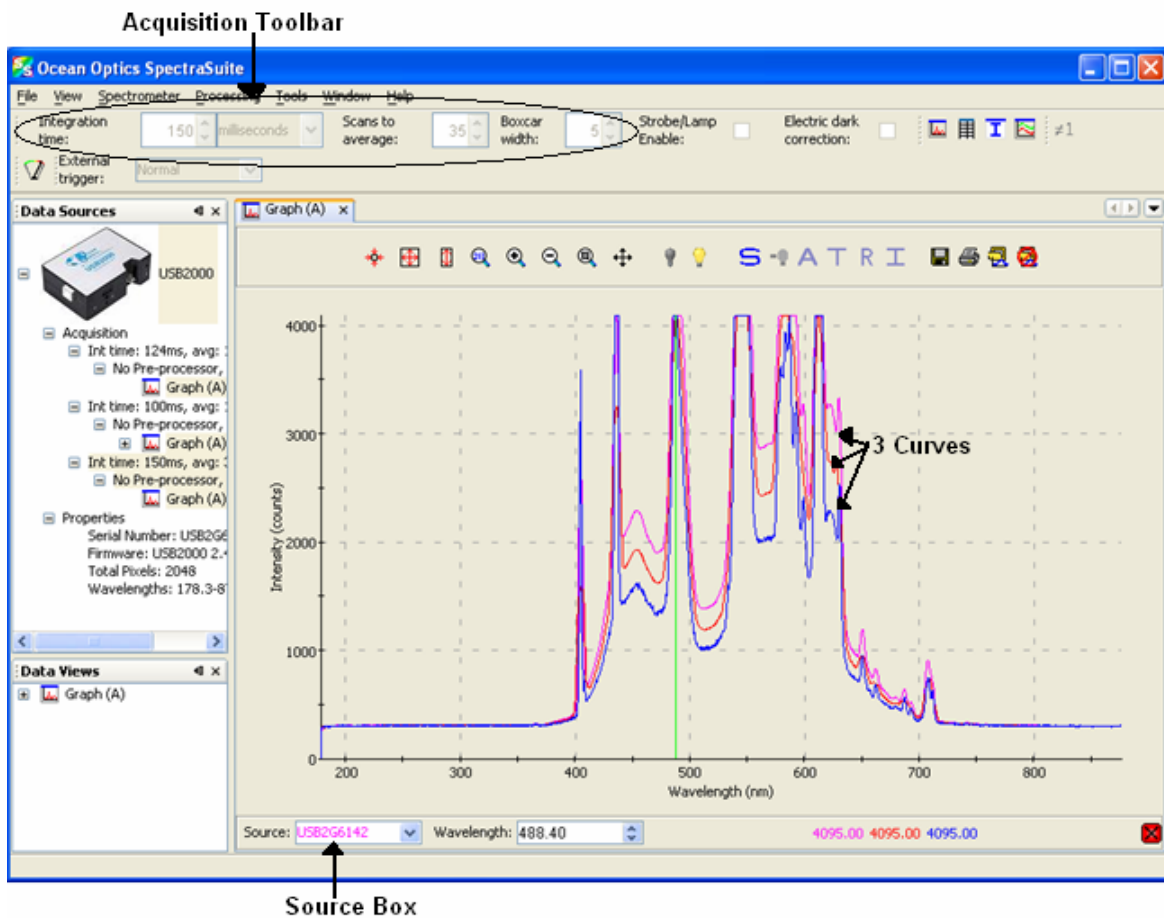 Acquisition Toolbar
Ocean Optics SpectraSuite
File View Spectrometer Processing Tools Window Help
Integration time: 150 milliseconds Scans to average: 35 Boxcar width: 5 Strobe/Lamp Enable: Electric dark correction: ≠1
External trigger: Normal
Data Sources
Graph (A)
USB2000
S A T R I
Acquisition
Int time: 124ms, avg:
No Pre-processor,
Graph (A)
Int time: 100ms, avg:
No Pre-processor,
Graph (A)
Int time: 150ms, avg:
No Pre-processor,
Graph (A)
Properties
Serial Number: USB2G6
Firmware: USB2000 2.
Total Pixels: 2048
Wavelengths: 178.3-8
Data Views
Graph (A)
4000
3000
2000
1000
0
Intensity (counts)
3 Curves
200 300 400 500 600 700 800
Wavelength (nm)
Source: USB2G6142 Wavelength: 488.40 4095.00 4095.00 4095.00
Source Box